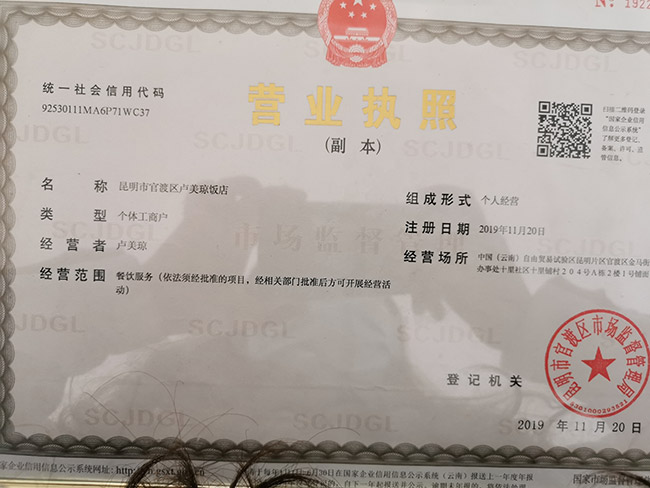 N: 1922
统一社会信用代码
92530111MA6P71WC37
营业执照
(副本)
扫描二维码登录
“国家企业信用
信息公示系统”
了解更多登记、
备案、许可、监
管信息。
名称 昆明市官渡区卢美琼饭店
类型 个体工商户
经营者 卢美琼
经营范围 餐饮服务（依法须经批准的项目，经相关部门批准后方可开展经营活
动）
组成形式 个人经营
注册日期 2019年11月20日
经营场所 中国（云南）自由贸易试验区昆明片区官渡区金马街
办事处十里社区十里铺村204号A栋2楼1号铺面
市场监督管理
SCJDGL
昆明市官渡区市场监督管理局
登记机关
2019 年 11 月 20 日
国家企业信用信息公示系统网址:
国家市场监督